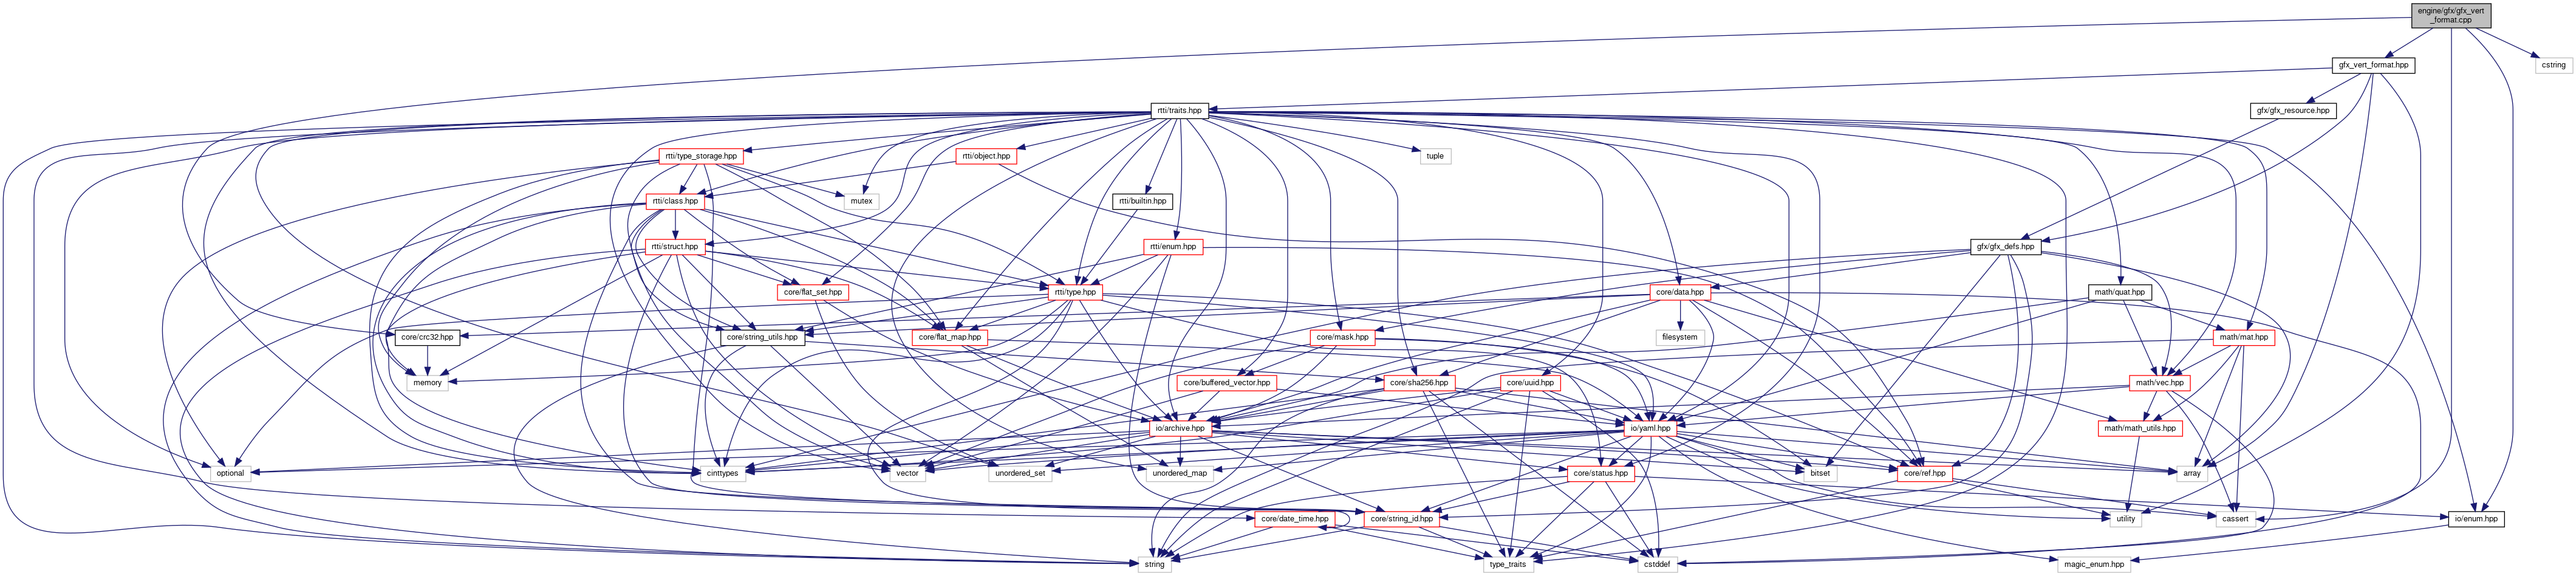 engine/gfx/gfx_vert
_format.cpp
gfx_vert_format.hpp
cstring
rtti/traits.hpp
gfx/gfx_resource.hpp
rtti/type_storage.hpp
rtti/object.hpp
tuple
rtti/class.hpp
mutex
rtti/builtin.hpp
rtti/struct.hpp
rtti/enum.hpp
gfx/gfx_defs.hpp
core/flat_set.hpp
rtti/type.hpp
core/data.hpp
math/quat.hpp
core/crc32.hpp
core/string_utils.hpp
core/flat_map.hpp
core/mask.hpp
filesystem
math/mat.hpp
memory
core/buffered_vector.hpp
core/sha256.hpp
core/uuid.hpp
math/vec.hpp
io/archive.hpp
io/yaml.hpp
math/math_utils.hpp
optional
cinttypes
vector
unordered_set
unordered_map
core/status.hpp
bitset
core/ref.hpp
array
core/date_time.hpp
core/string_id.hpp
utility
cassert
io/enum.hpp
string
type_traits
cstddef
magic_enum.hpp